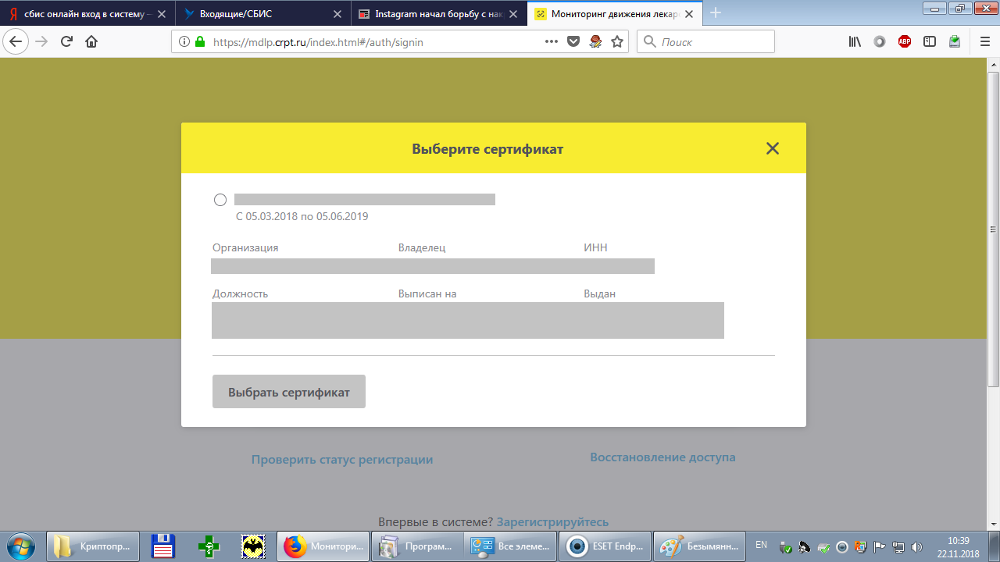 сбис онлайн вход в систему —
Входящие/СБИС
Instagram начал борьбу с нак
Мониторинг движения лекаре
https://mdlp.crpt.ru/index.html#/auth/signin
Поиск
ABP
Выберите сертификат
С 05.03.2018 по 05.06.2019
Организация
Владелец
ИНН
Должность
Выписан на
Выдан
Выбрать сертификат
Проверить статус регистрации
Восстановление доступа
Впервые в системе? Зарегистрируйтесь
Криптопр...
Монитори...
Програм...
Все элеме...
ESET Endp...
Безымянн...
EN
10:39
22.11.2018